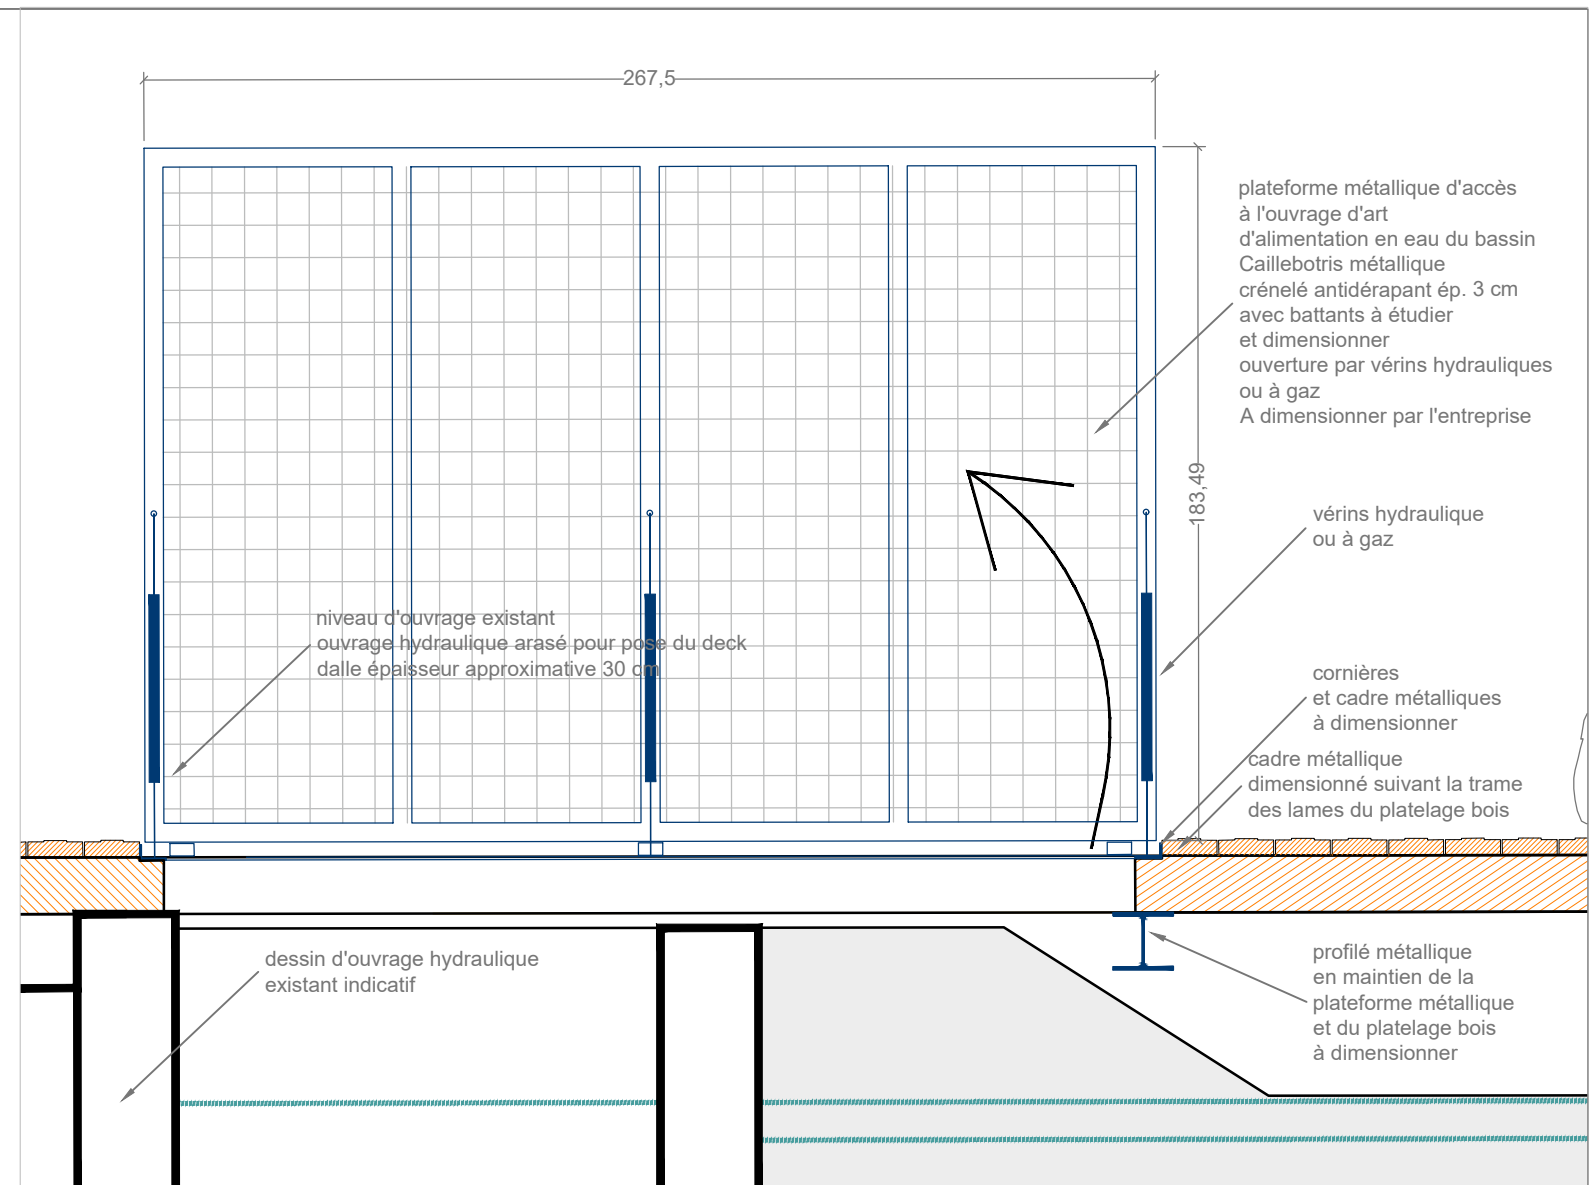 267,5
plateforme métallique d'accès
à l'ouvrage d'art
d'alimentation en eau du bassin
Caillebotris métallique
crénelé antidérapant ép. 3 cm
avec battants à étudier
et dimensionner
ouverture par vérins hydrauliques
ou à gaz
A dimensionner par l'entreprise
183,49
vérins hydraulique
ou à gaz
niveau d'ouvrage existant
ouvrage hydraulique arasé pour pose du deck
dalle épaisseur approximative 30 cm
cornières
et cadre métalliques
à dimensionner
cadre métallique
dimensionné suivant la trame
des lames du platelage bois
dessin d'ouvrage hydraulique
existant indicatif
profilé métallique
en maintien de la
plateforme métallique
et du platelage bois
à dimensionner